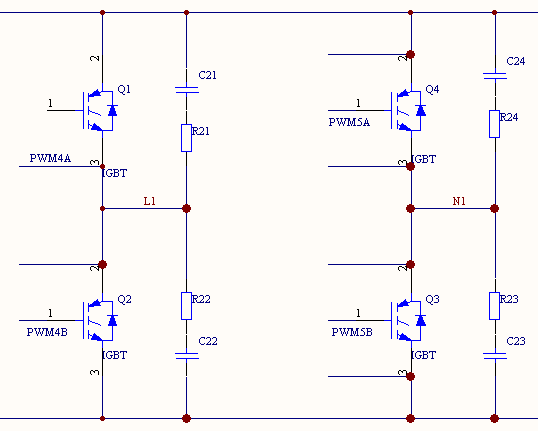 2
C21
Q1
1
R21
PWM4A
3
IGBT
L1
2
Q2
1
R22
PWM4B
C22
IGBT
3
2
C24
Q4
1
R24
PWM5A
3
IGBT
N1
2
Q3
1
R23
PWM5B
C23
IGBT
3